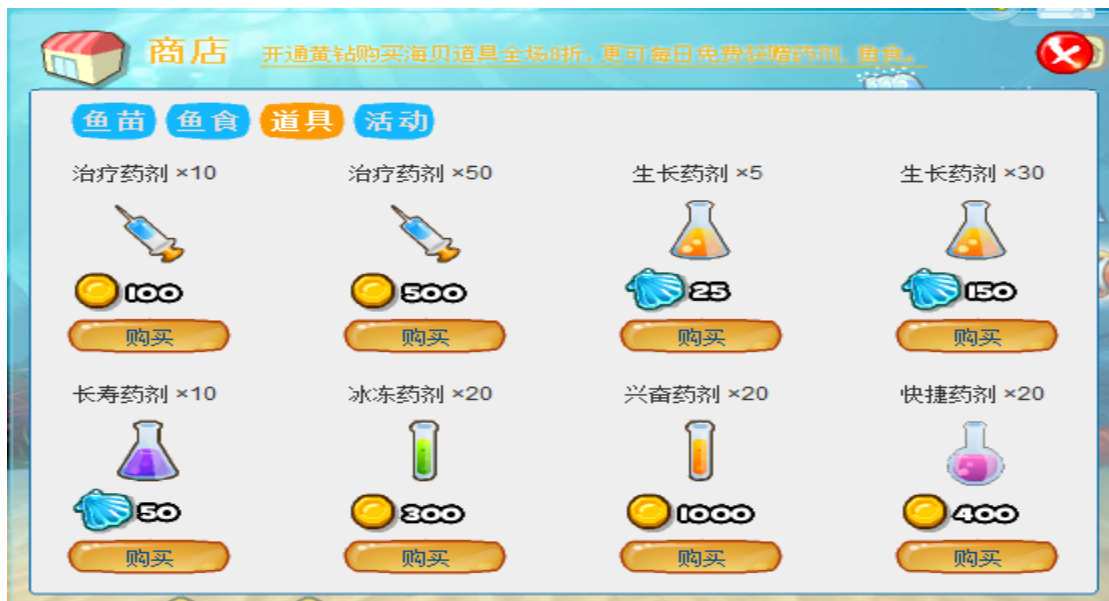 商店 开通黄钻购买海贝道具全场8折，更可每日免费获赠药剂、鱼食。
鱼苗 鱼食 道具 活动
治疗药剂 ×10 治疗药剂 ×50 生长药剂 ×5 生长药剂 ×30
100 500 25 150
购买 购买 购买 购买
长寿药剂 ×10 冰冻药剂 ×20 兴奋药剂 ×20 快捷药剂 ×20
50 300 1000 400
购买 购买 购买 购买